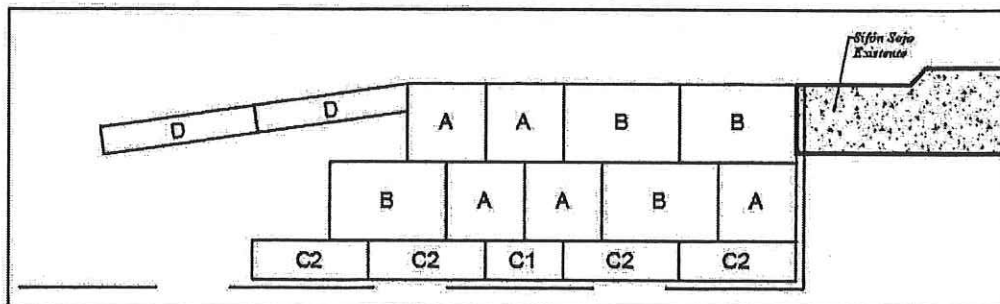 Sifón Sojo
Existente
D D A A B B
B A A B A
C2 C2 C1 C2 C2